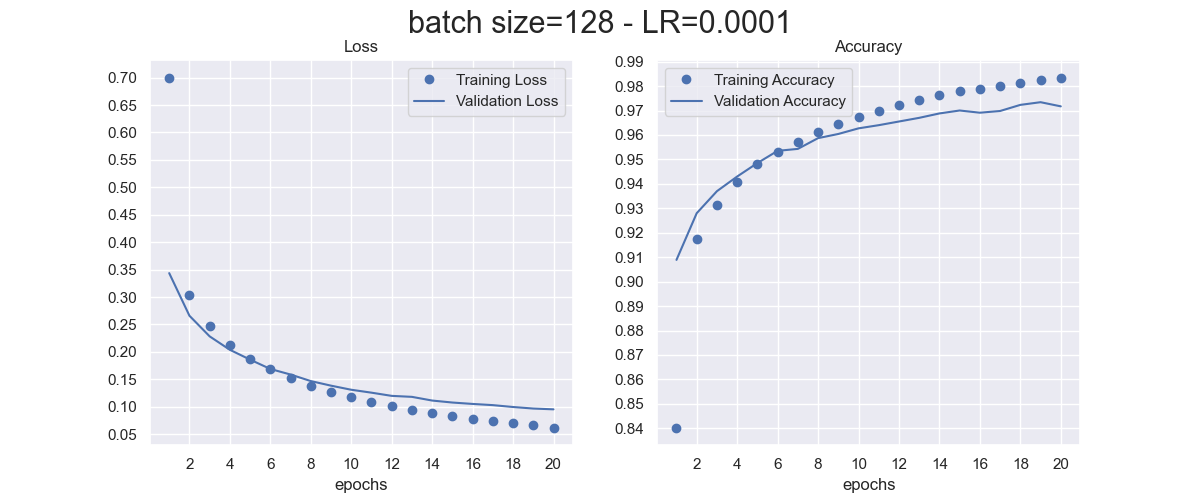 batch size=128 - LR=0.0001
Loss
Training Loss
Validation Loss
0.70
0.65
0.60
0.55
0.50
0.45
0.40
0.35
0.30
0.25
0.20
0.15
0.10
0.05
2 4 6 8 10 12 14 16 18 20
epochs
Accuracy
Training Accuracy
Validation Accuracy
0.99
0.98
0.97
0.96
0.95
0.94
0.93
0.92
0.91
0.90
0.89
0.88
0.87
0.86
0.85
0.84
2 4 6 8 10 12 14 16 18 20
epochs